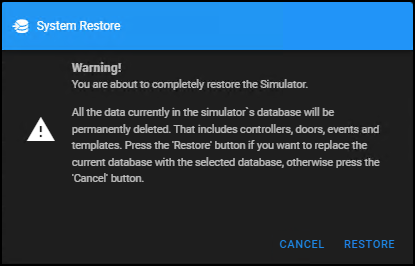 System Restore
Warning!
You are about to completely restore the Simulator.
All the data currently in the simulator`s database will be
permanently deleted. That includes controllers, doors, events and
templates. Press the 'Restore' button if you want to replace the
current database with the selected database, otherwise press the
'Cancel' button.
CANCEL RESTORE